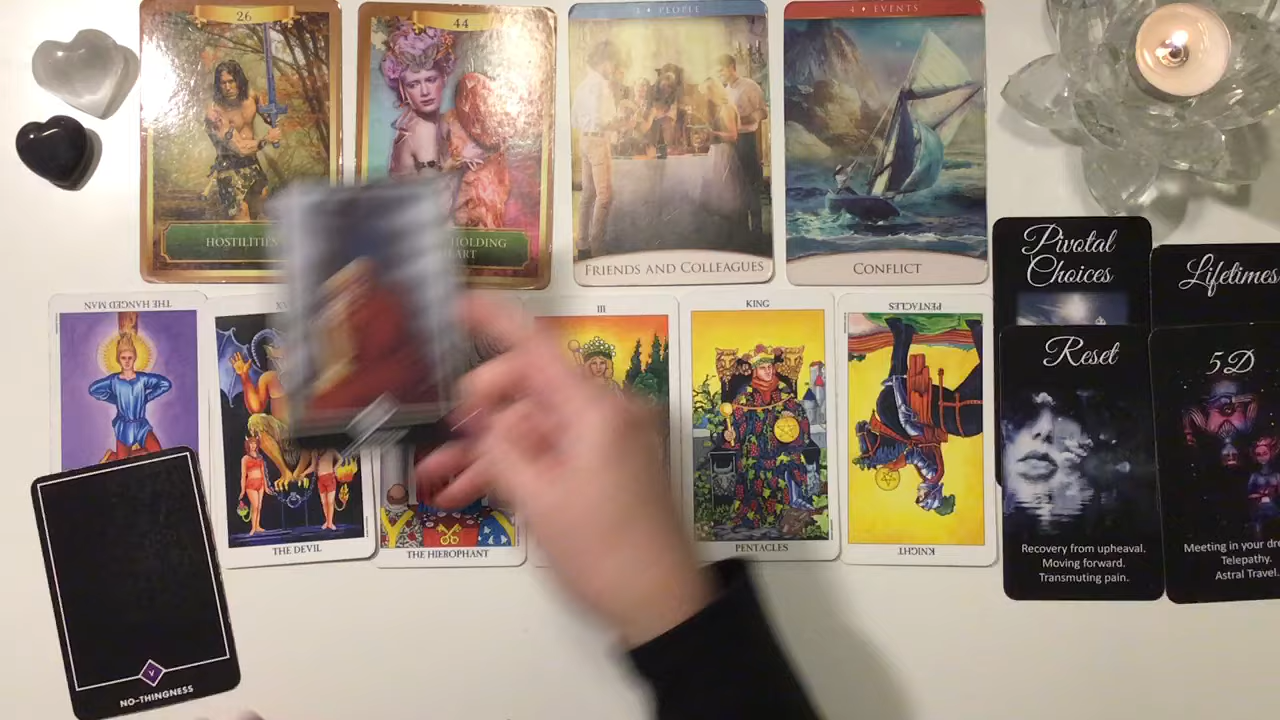 26
44
3 • PEOPLE
4 • EVENTS
HOSTILITIES
HOLDING
FRIENDS AND COLLEAGUES
CONFLICT
Pivotal
Choices
Lifetimes
THE HANGED MAN
III
KING
PENTACLES
Reset
5D
THE DEVIL
THE HIEROPHANT
PENTACLES
KNIGHT
Recovery from upheaval.
Moving forward.
Transmuting pain.
Meeting in your
Telepathy.
Astral Travel.
V
NO-THINGNESS